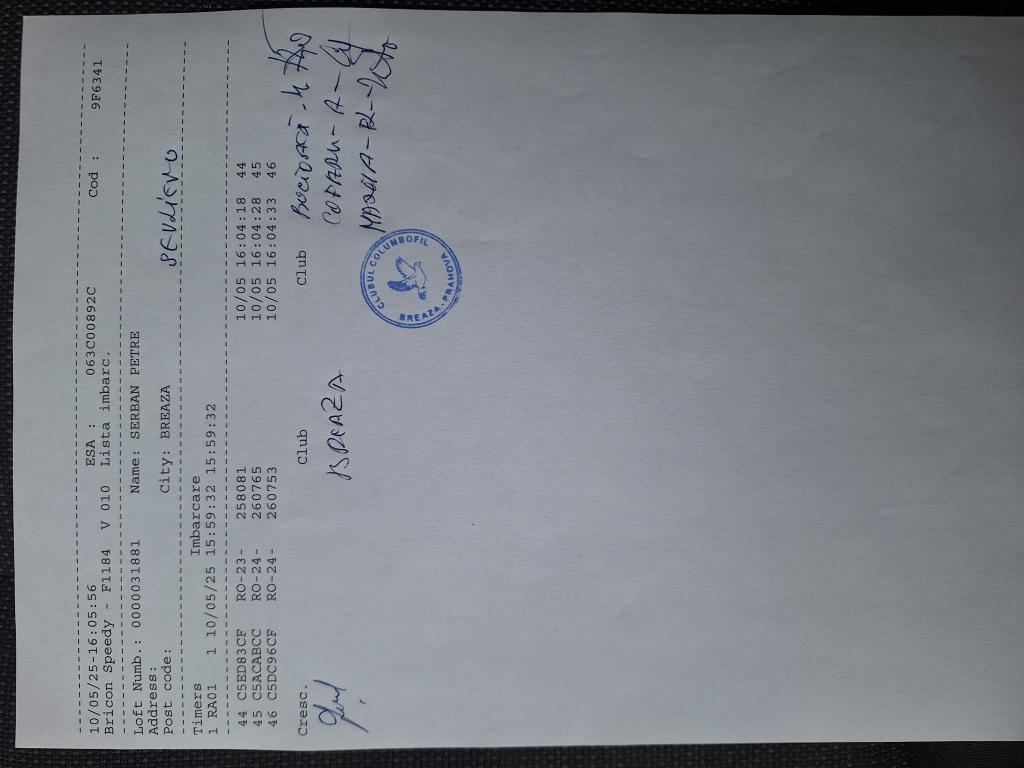 10/05/25-16:05:56 ESA : 063C00892C Cod : 9F6341
Bricon Speedy - F1184 V 010 Lista imbarc.
Loft Numb.: 0000031881 Name: SERBAN PETRE
Address:
Post code: City: BREAZA
SEVLIEVO
Timers Imbarcare
1 RA01 1 10/05/25 15:59:32 15:59:32
44 C5ED83CF RO-23- 258081 10/05 16:04:18 44
45 C5ACABCC RO-24- 260765 10/05 16:04:28 45
46 C5DC96CF RO-24- 260753 10/05 16:04:33 46
Cresc. Club Club
BREAZA
CLUBUL COLUMBOFIL
BREAZA-PRAHOVA